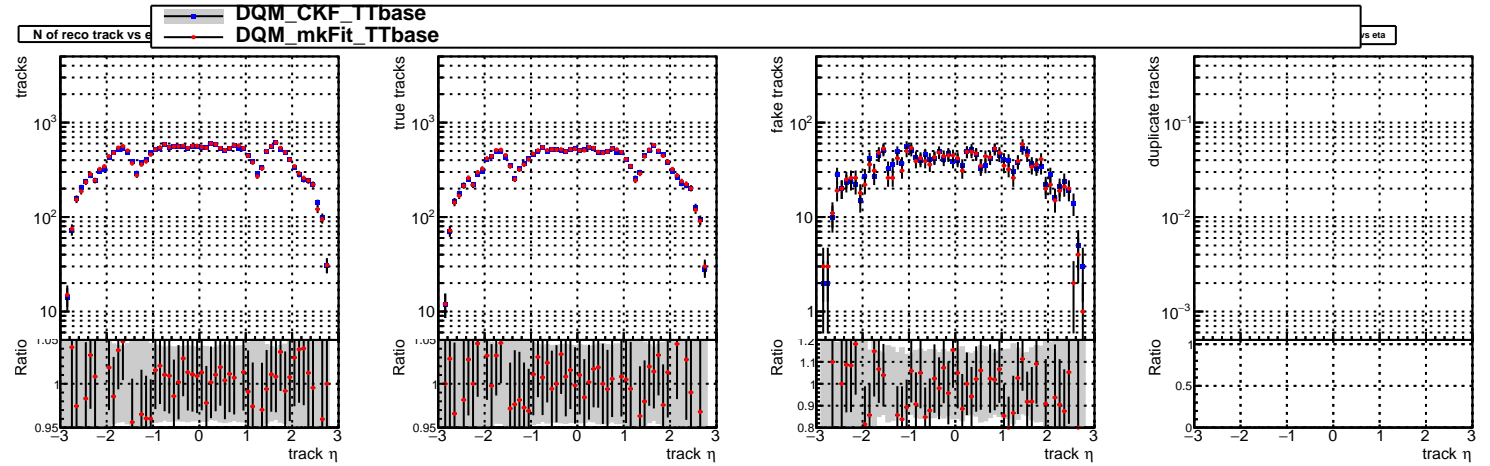 DQM_CKF_TTbase
DQM_mkFit_TTbase
N of reco track vs e
vs eta
tracks
10³
10²
10
Ratio
1.05
1
0.95
−3 −2 −1 0 1 2 3
track η
true tracks
10³
10²
10
Ratio
1.05
1
0.95
−3 −2 −1 0 1 2 3
track η
fake tracks
10²
10
1
Ratio
1.2
1.1
1
0.9
0.8
−3 −2 −1 0 1 2 3
track η
duplicate tracks
10⁻¹
10⁻²
10⁻³
Ratio
1
0.5
0
−3 −2 −1 0 1 2 3
track η